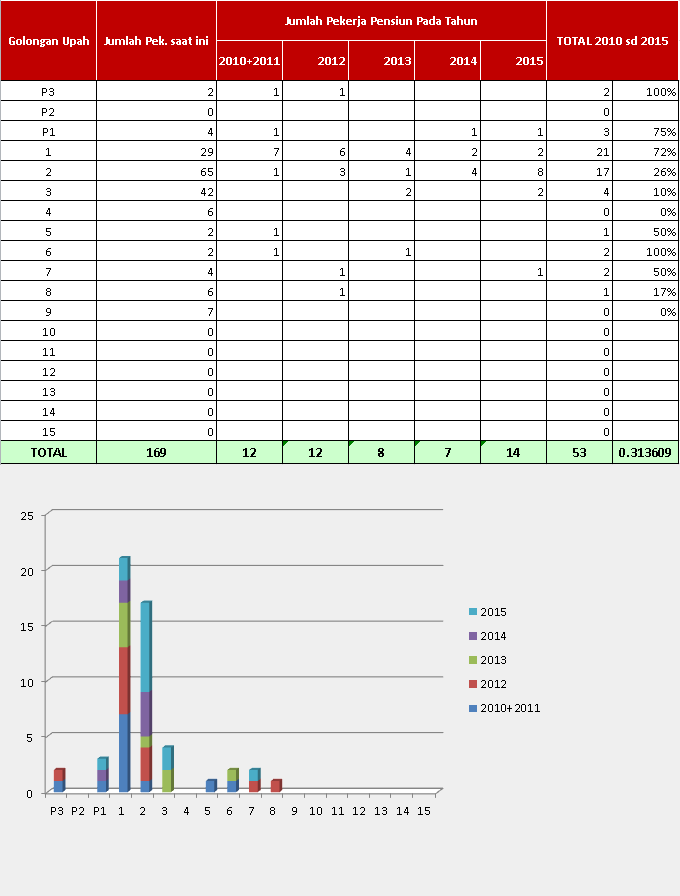 Golongan Upah Jumlah Pek. saat ini Jumlah Pekerja Pensiun Pada Tahun TOTAL 2010 sd 2015
2010+2011 2012 2013 2014 2015
P3 2 1 1 2 100%
P2 0 0
P1 4 1 1 1 3 75%
1 29 7 6 4 2 2 21 72%
2 65 1 3 1 4 8 17 26%
3 42 2 2 4 10%
4 6 0 0%
5 2 1 1 50%
6 2 1 1 2 100%
7 4 1 1 2 50%
8 6 1 1 17%
9 7 0 0%
10 0 0
11 0 0
12 0 0
13 0 0
14 0 0
15 0 0
TOTAL 169 12 12 8 7 14 53 0.313609
25
20
15
10
5
0
P3 P2 P1 1 2 3 4 5 6 7 8 9 10 11 12 13 14 15
2015
2014
2013
2012
2010+2011